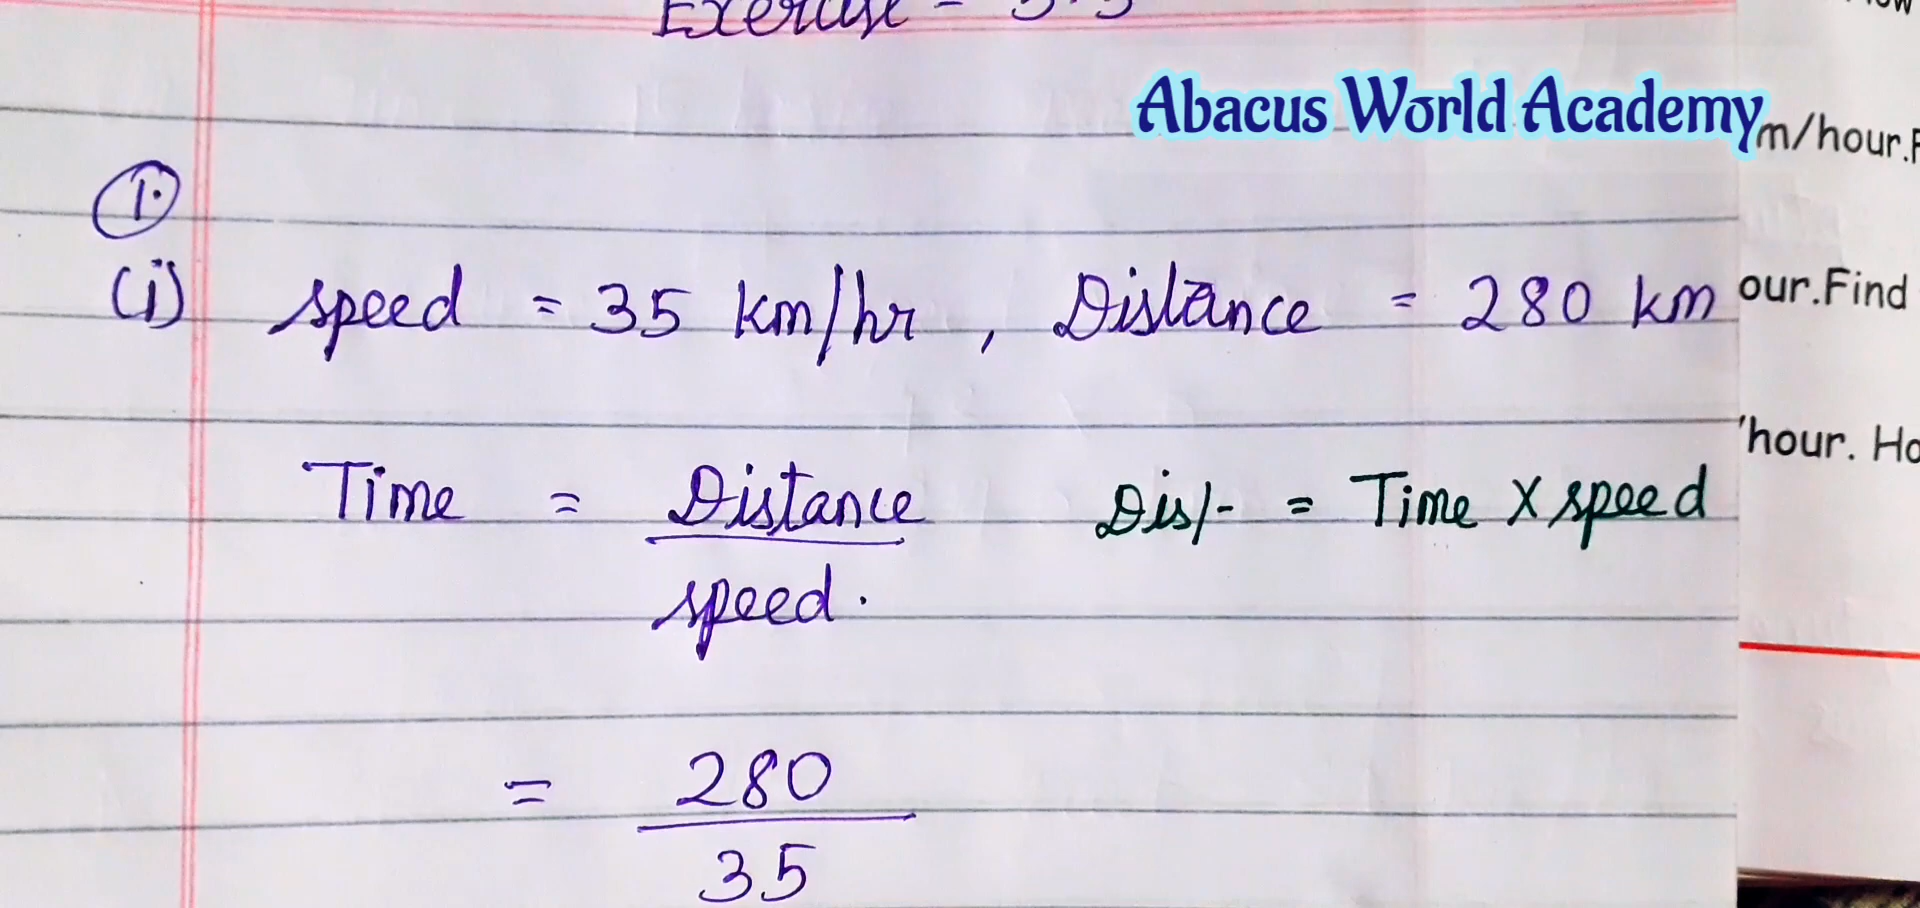 Exercise -
Abacus World Academy
m/hour.F
1.
(i) speed = 35 km/hr , Distance = 280 km
our.Find
'hour. Ho
Time = Distance Dis/- = Time X speed
speed.
= 280
35